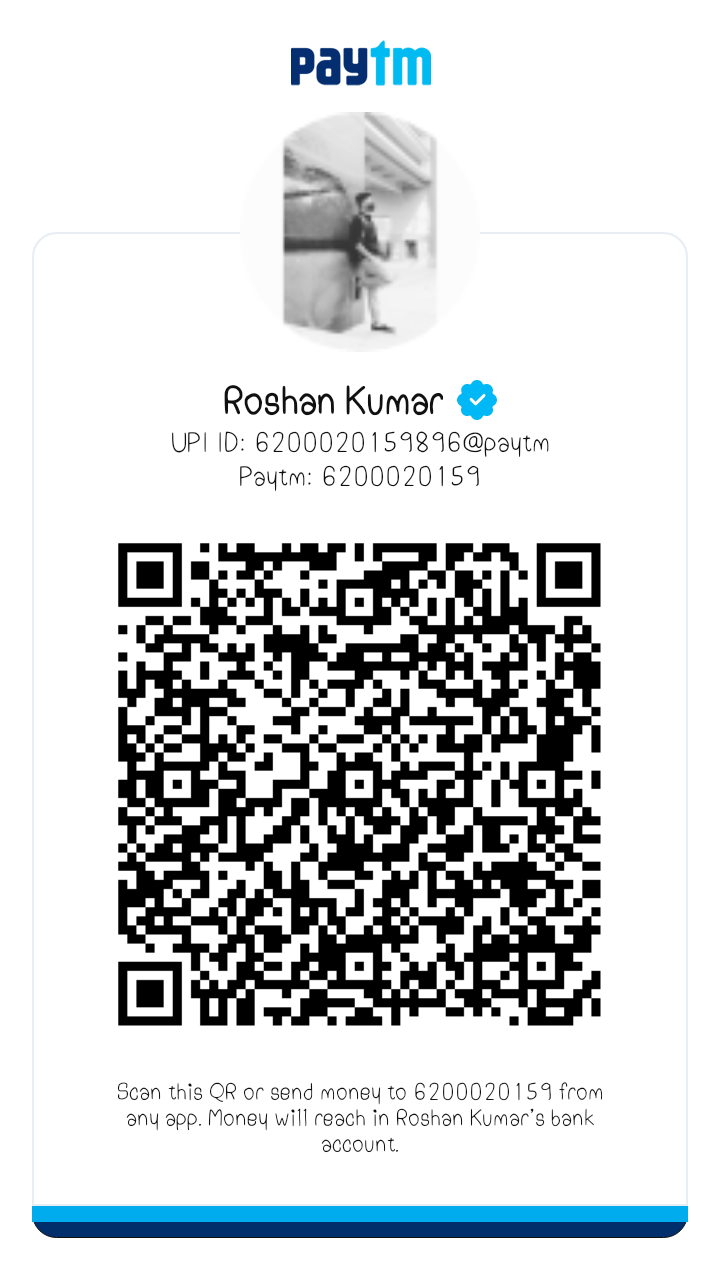 paytm
Roshan Kumar
UPI ID: 6200020159896@paytm
Paytm: 6200020159
Scan this QR or send money to 6200020159 from
any app. Money will reach in Roshan Kumar's bank
account.